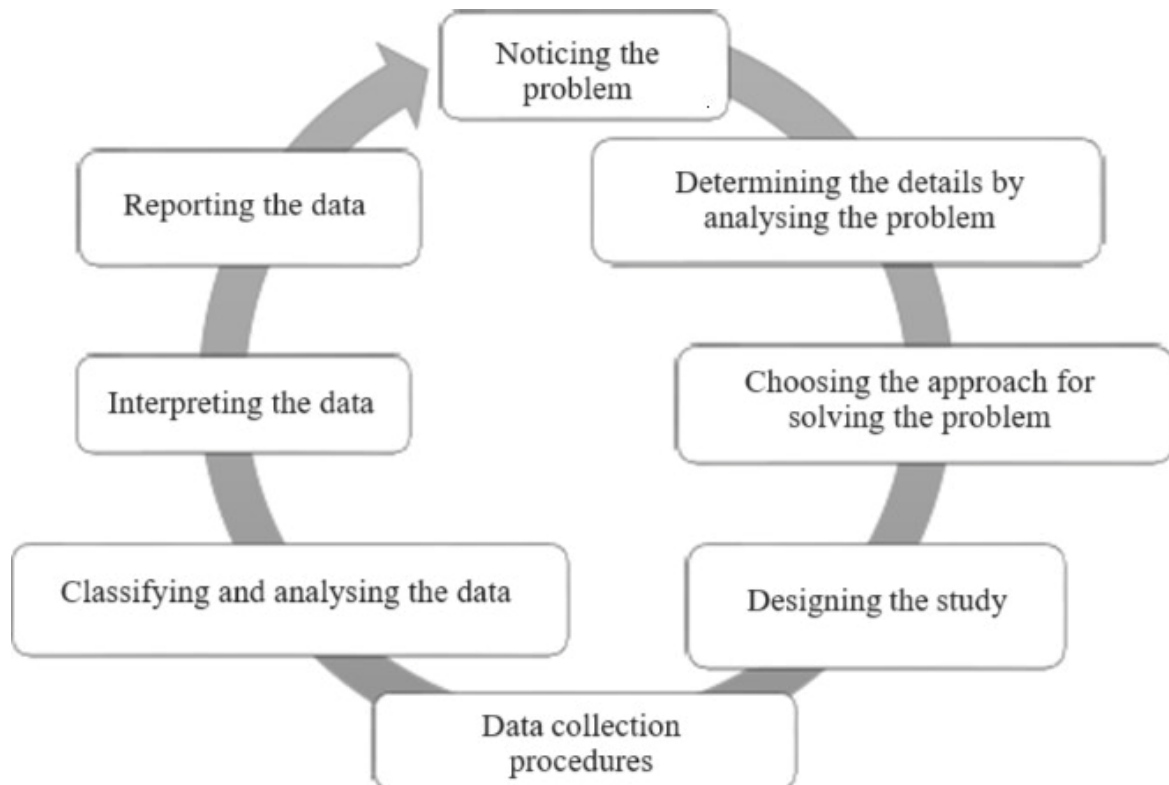 Noticing the
problem
Determining the details by
analysing the problem
Choosing the approach for
solving the problem
Designing the study
Data collection
procedures
Classifying and analysing the data
Interpreting the data
Reporting the data